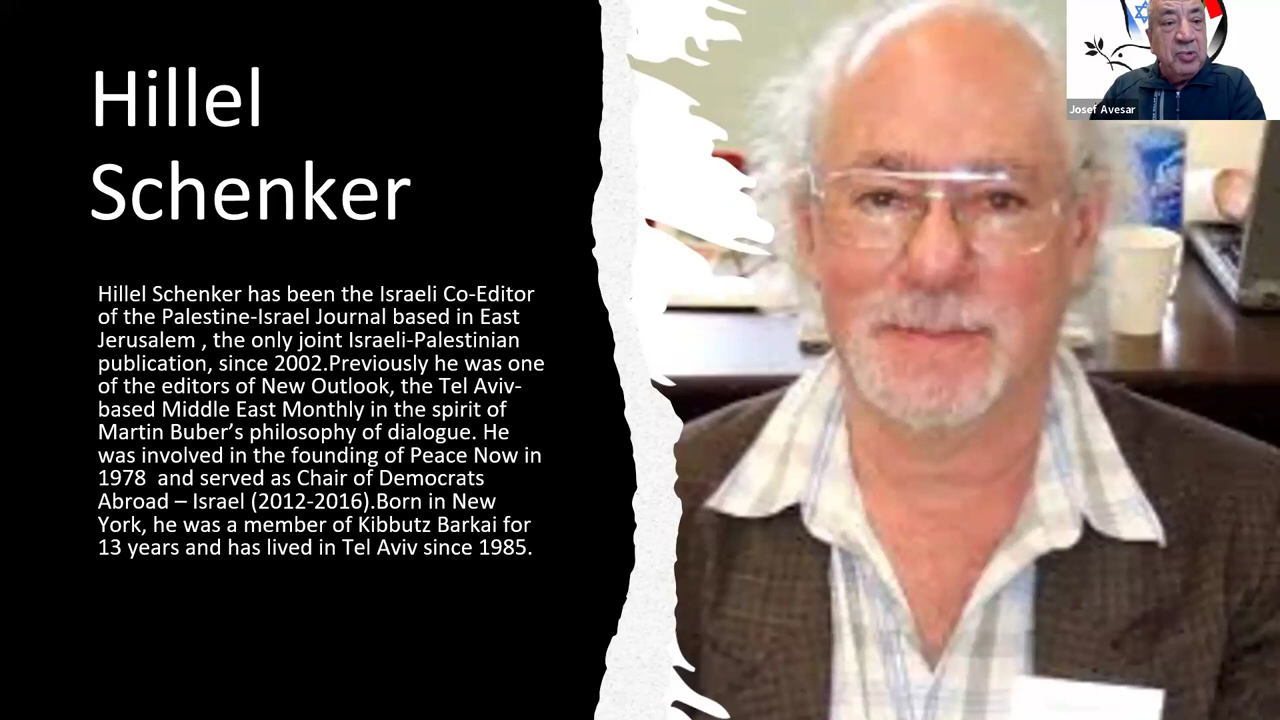 Hillel
Schenker
Josef Avesar
Hillel Schenker has been the Israeli Co-Editor
of the Palestine-Israel Journal based in East
Jerusalem , the only joint Israeli-Palestinian
publication, since 2002.Previously he was one
of the editors of New Outlook, the Tel Aviv-
based Middle East Monthly in the spirit of
Martin Buber’s philosophy of dialogue. He
was involved in the founding of Peace Now in
1978  and served as Chair of Democrats
Abroad – Israel (2012-2016).Born in New
York, he was a member of Kibbutz Barkai for
13 years and has lived in Tel Aviv since 1985.